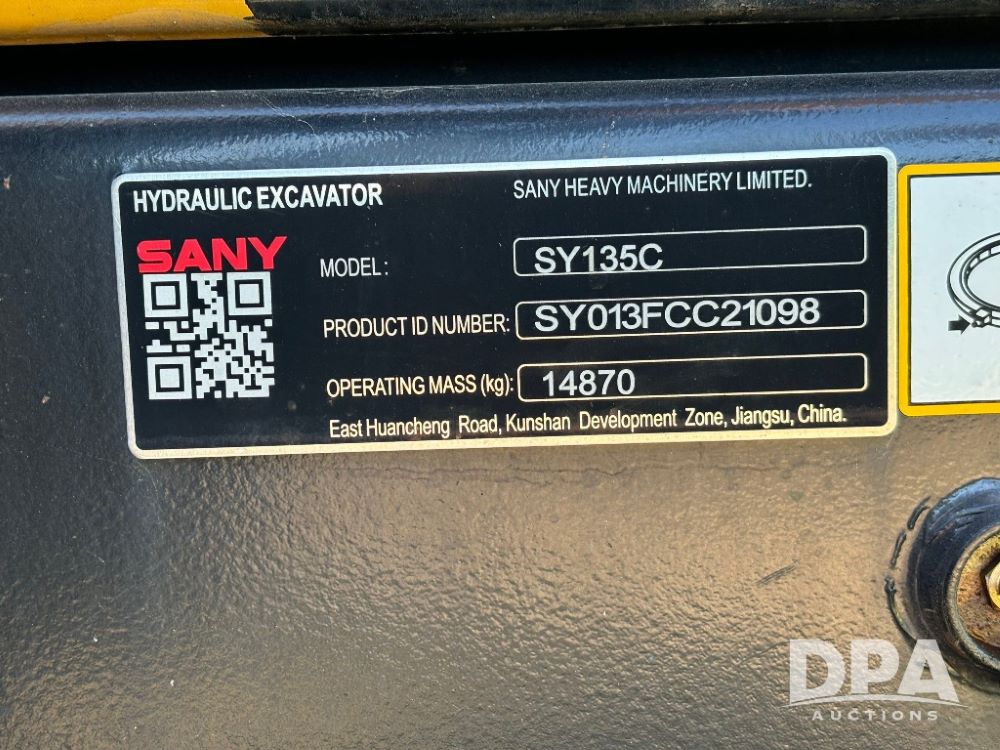 HYDRAULIC EXCAVATOR
SANY HEAVY MACHINERY LIMITED.
SANY
MODEL: SY135C
PRODUCT ID NUMBER: SY013FCC21098
OPERATING MASS (kg): 14870
East Huancheng Road, Kunshan Development Zone, Jiangsu, China.
DPA
AUCTIONS